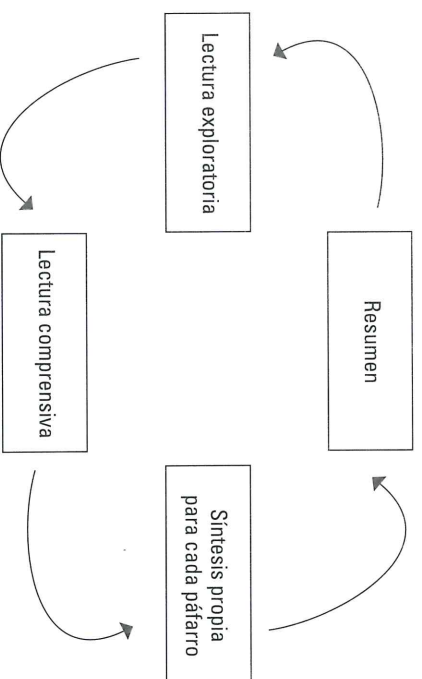 Resumen
Lectura exploratoria
Síntesis propia
para cada páfarro
Lectura comprensiva